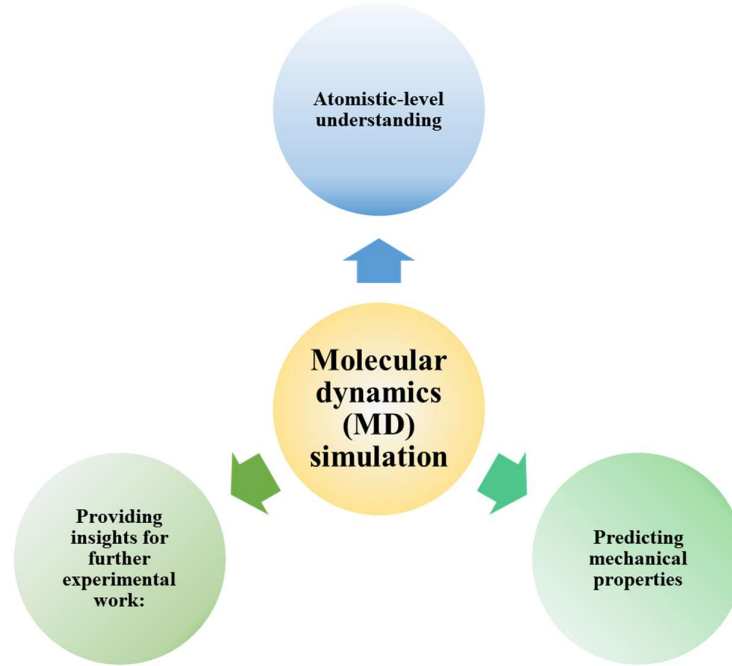 Atomistic-level
understanding
Molecular
dynamics
(MD)
simulation
Providing
insights for
further
experimental
work:
Predicting
mechanical
properties